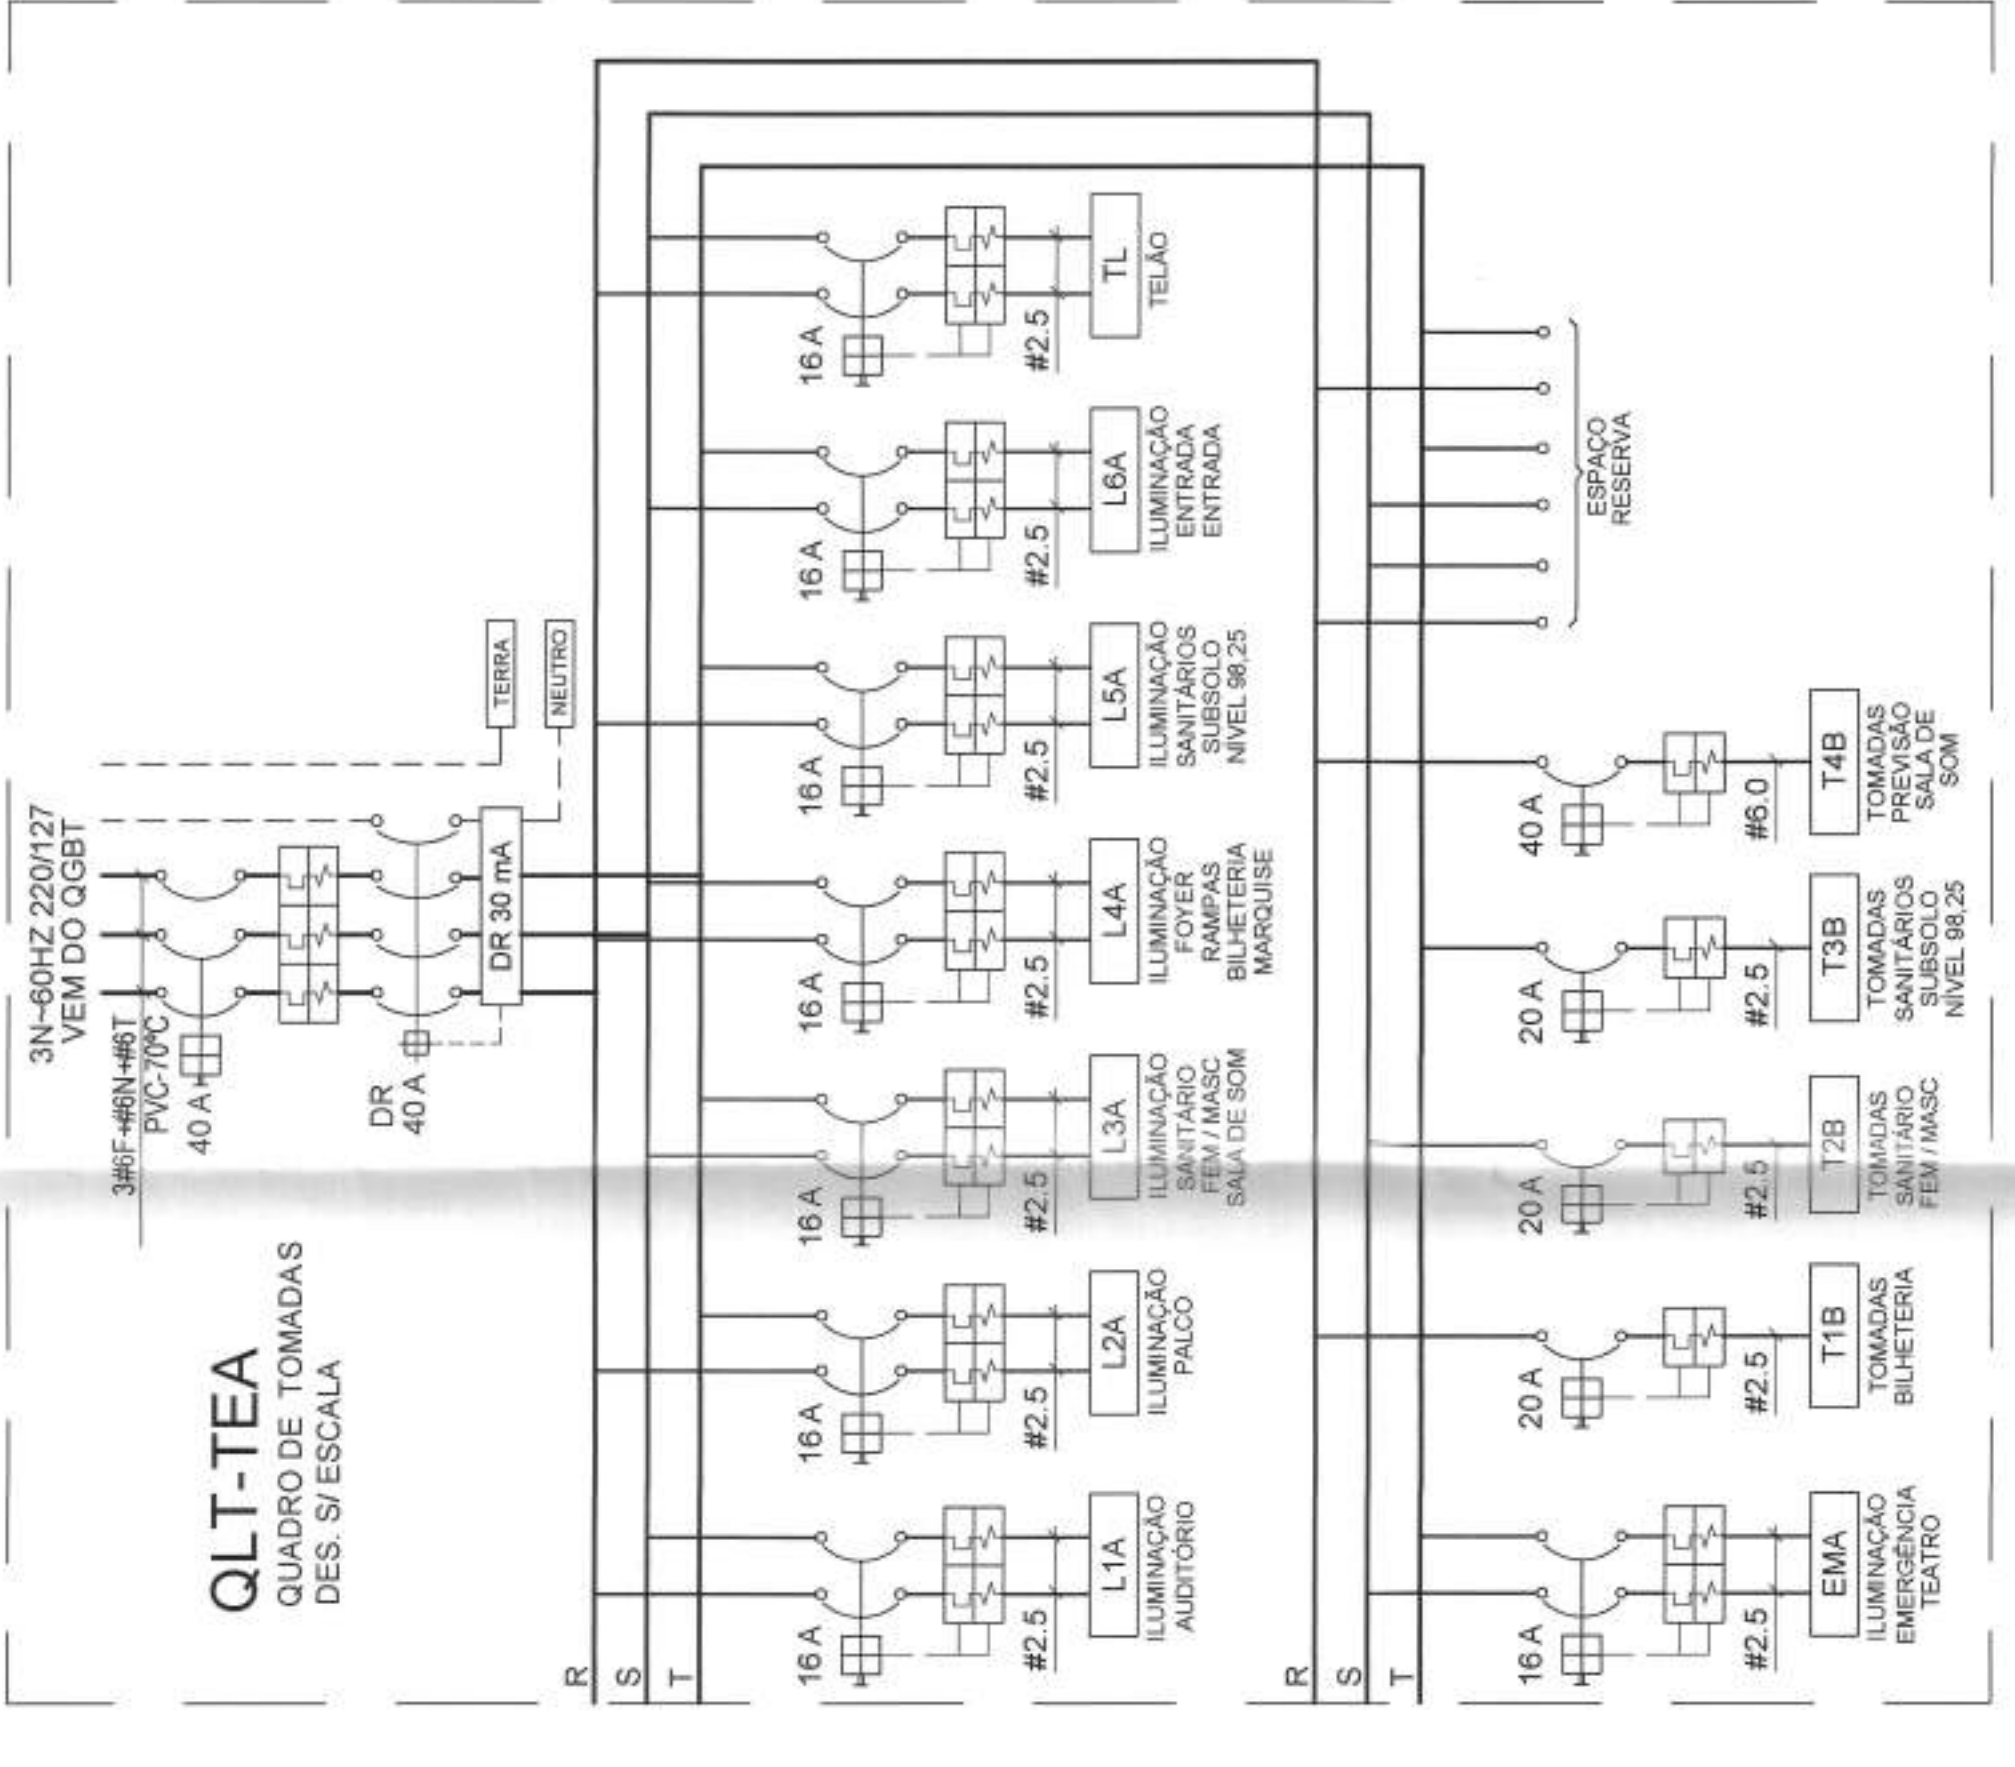 QLT-TEA
QUADRO DE TOMADAS
DES. S/ ESCALA
3N~60HZ 220/127
VEM DO QGBT
3#6F+#6N+#6T
PVC-70ºC
40 A
DR
40 A
DR 30 mA
TERRA
NEUTRO
R
S
T
16 A
#2.5
L1A
ILUMINAÇÃO
AUDITÓRIO
16 A
#2.5
L2A
ILUMINAÇÃO
PALCO
16 A
#2.5
L3A
ILUMINAÇÃO
SANITÁRIO
FEM / MASC
SALA DE SOM
16 A
#2.5
L4A
ILUMINAÇÃO
FOYER
RAMPAS
BILHETERIA
MARQUISE
16 A
#2.5
L5A
ILUMINAÇÃO
SANITÁRIOS
SUBSOLO
NIVEL 98,25
16 A
#2.5
L6A
ILUMINAÇÃO
ENTRADA
ENTRADA
16 A
#2.5
TL
TELÃO
R
S
T
16 A
#2.5
EMA
ILUMINAÇÃO
EMERGÊNCIA
TEATRO
20 A
#2.5
T1B
TOMADAS
BILHETERIA
20 A
#2.5
T2B
TOMADAS
SANITÁRIO
FEM / MASC
20 A
#2.5
T3B
TOMADAS
SANITÁRIOS
SUBSOLO
NÍVEL 98,25
40 A
#6.0
T4B
TOMADAS
PREVISÃO
SALA DE
SOM
ESPAÇO
RESERVA